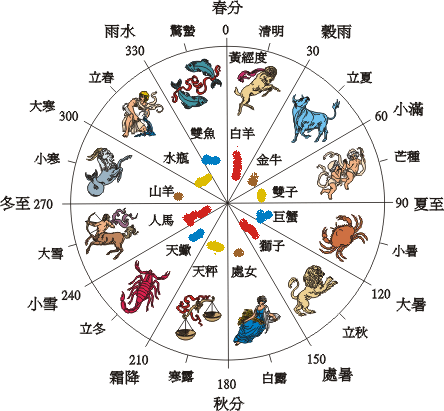 春分
雨水
驚蟄
0
清明
穀雨
330
黃經度
30
立春
立夏
大寒
300
雙魚
白羊
60
小滿
小寒
水瓶
金牛
芒種
山羊
雙子
冬至
270
90
夏至
人馬
巨蟹
大雪
天蠍
獅子
小暑
天秤
處女
小雪
240
120
大暑
立冬
立秋
210
150
霜降
寒露
180
白露
處暑
秋分